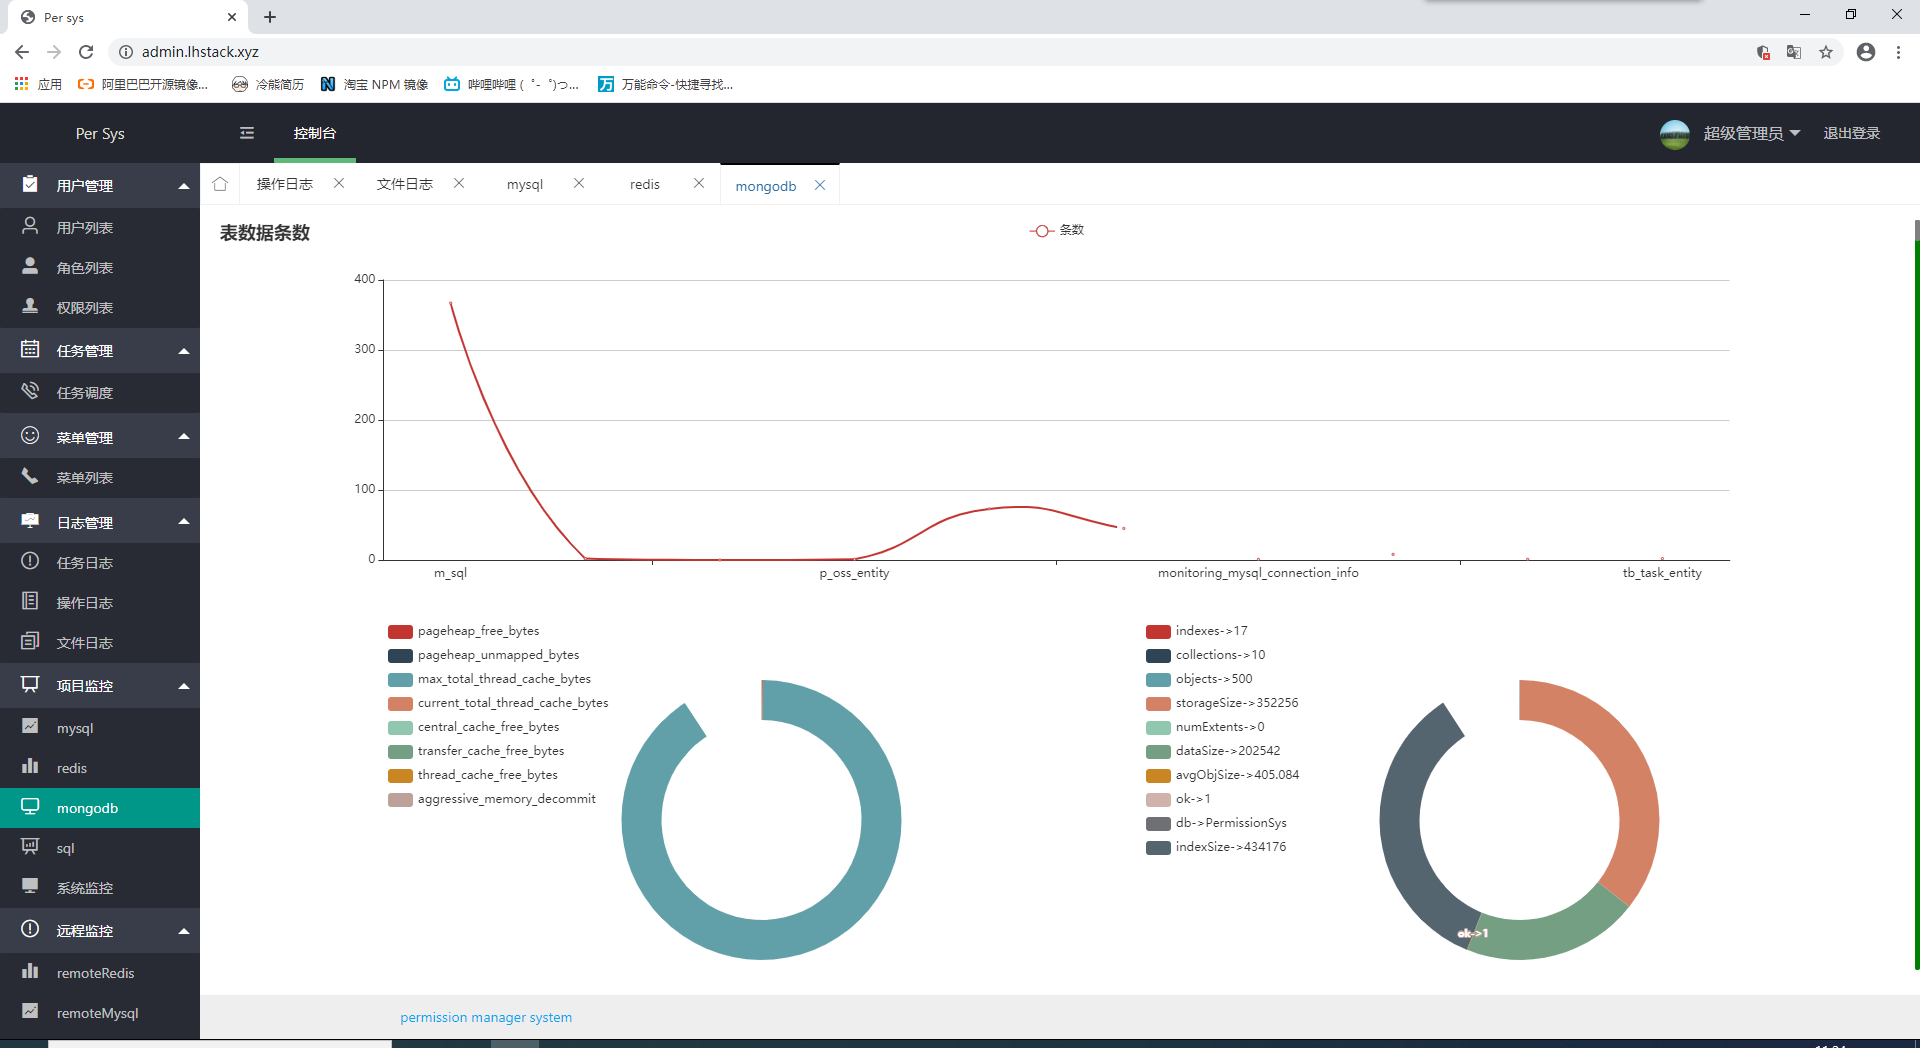 Per sys
admin.lhstack.xyz
应用
阿里巴巴开源镜像...
冷熊简历
淘宝 NPM 镜像
哔哩哔哩 ( ゜- ゜)つ...
万能命令-快捷寻找...
Per Sys
控制台
超级管理员
退出登录
用户管理
用户列表
角色列表
权限列表
任务管理
任务调度
菜单管理
菜单列表
日志管理
任务日志
操作日志
文件日志
项目监控
mysql
redis
mongodb
sql
系统监控
远程监控
remoteRedis
remoteMysql
操作日志
文件日志
mysql
redis
mongodb
表数据条数
条数
400
300
200
100
0
m_sql
p_oss_entity
monitoring_mysql_connection_info
tb_task_entity
pageheap_free_bytes
pageheap_unmapped_bytes
max_total_thread_cache_bytes
current_total_thread_cache_bytes
central_cache_free_bytes
transfer_cache_free_bytes
thread_cache_free_bytes
aggressive_memory_decommit
indexes->17
collections->10
objects->500
storageSize->352256
numExtents->0
dataSize->202542
avgObjSize->405.084
ok->1
db->PermissionSys
indexSize->434176
ok->1
permission manager system